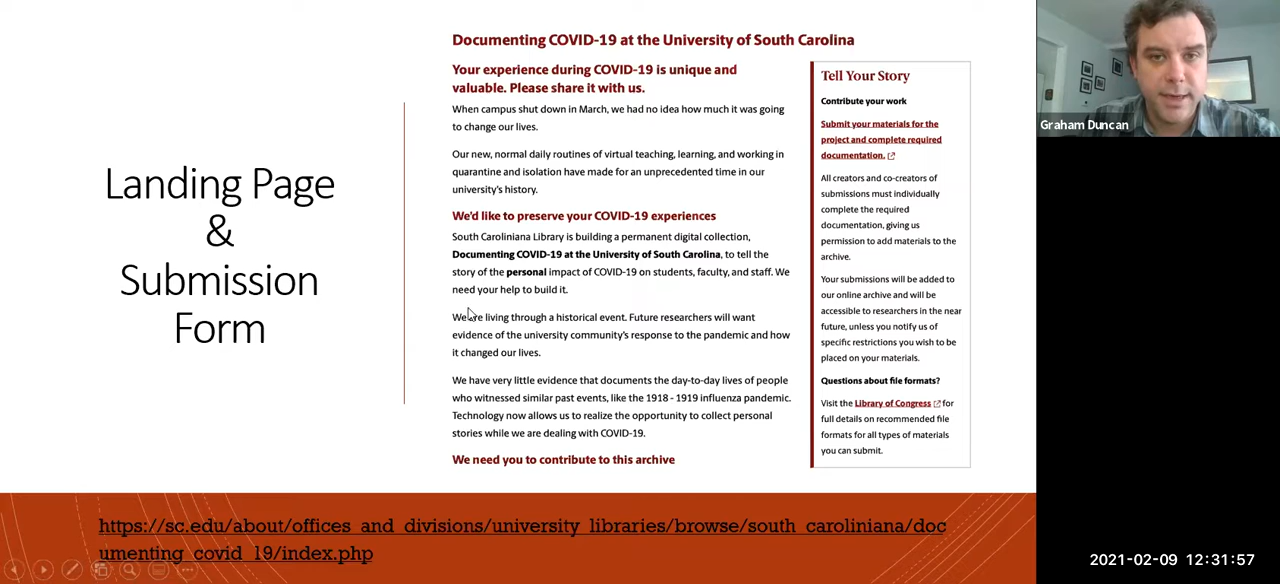 Landing Page
&
Submission
Form
Documenting COVID-19 at the University of South Carolina
Your experience during COVID-19 is unique and
valuable. Please share it with us.
When campus shut down in March, we had no idea how much it was going
to change our lives.
Our new, normal daily routines of virtual teaching, learning, and working in
quarantine and isolation have made for an unprecedented time in our
university's history.
We'd like to preserve your COVID-19 experiences
South Caroliniana Library is building a permanent digital collection,
Documenting COVID-19 at the University of South Carolina, to tell the
story of the personal impact of COVID-19 on students, faculty, and staff. We
need your help to build it.
We're living through a historical event. Future researchers will want
evidence of the university community's response to the pandemic and how
it changed our lives.
We have very little evidence that documents the day-to-day lives of people
who witnessed similar past events, like the 1918 - 1919 influenza pandemic.
Technology now allows us to realize the opportunity to collect personal
stories while we are dealing with COVID-19.
We need you to contribute to this archive
Tell Your Story
Contribute your work
Submit your materials for the
project and complete required
documentation.
All creators and co-creators of
submissions must individually
complete the required
documentation, giving us
permission to add materials to the
archive.
Your submissions will be added to
our online archive and will be
accessible to researchers in the near
future, unless you notify us of
specific restrictions you wish to be
placed on your materials.
Questions about file formats?
Visit the Library of Congress for
full details on recommended file
formats for all types of materials
you can submit.
Graham Duncan
https://sc.edu/about/offices_and_divisions/university_libraries/browse/south_caroliniana/doc
umenting_covid_19/index.php
2021-02-09 12:31:57